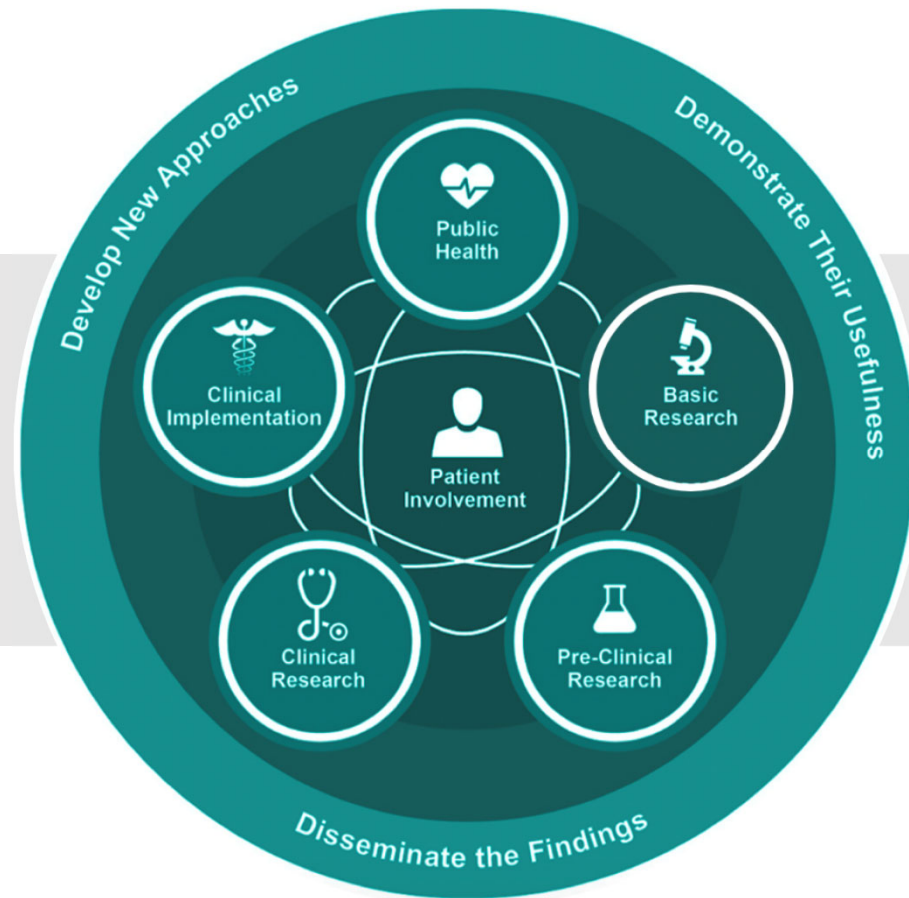 Develop New Approaches
Demonstrate Their Usefulness
Public
Health
Clinical
Implementation
Basic
Research
Patient
Involvement
Clinical
Research
Pre-Clinical
Research
Disseminate the Findings